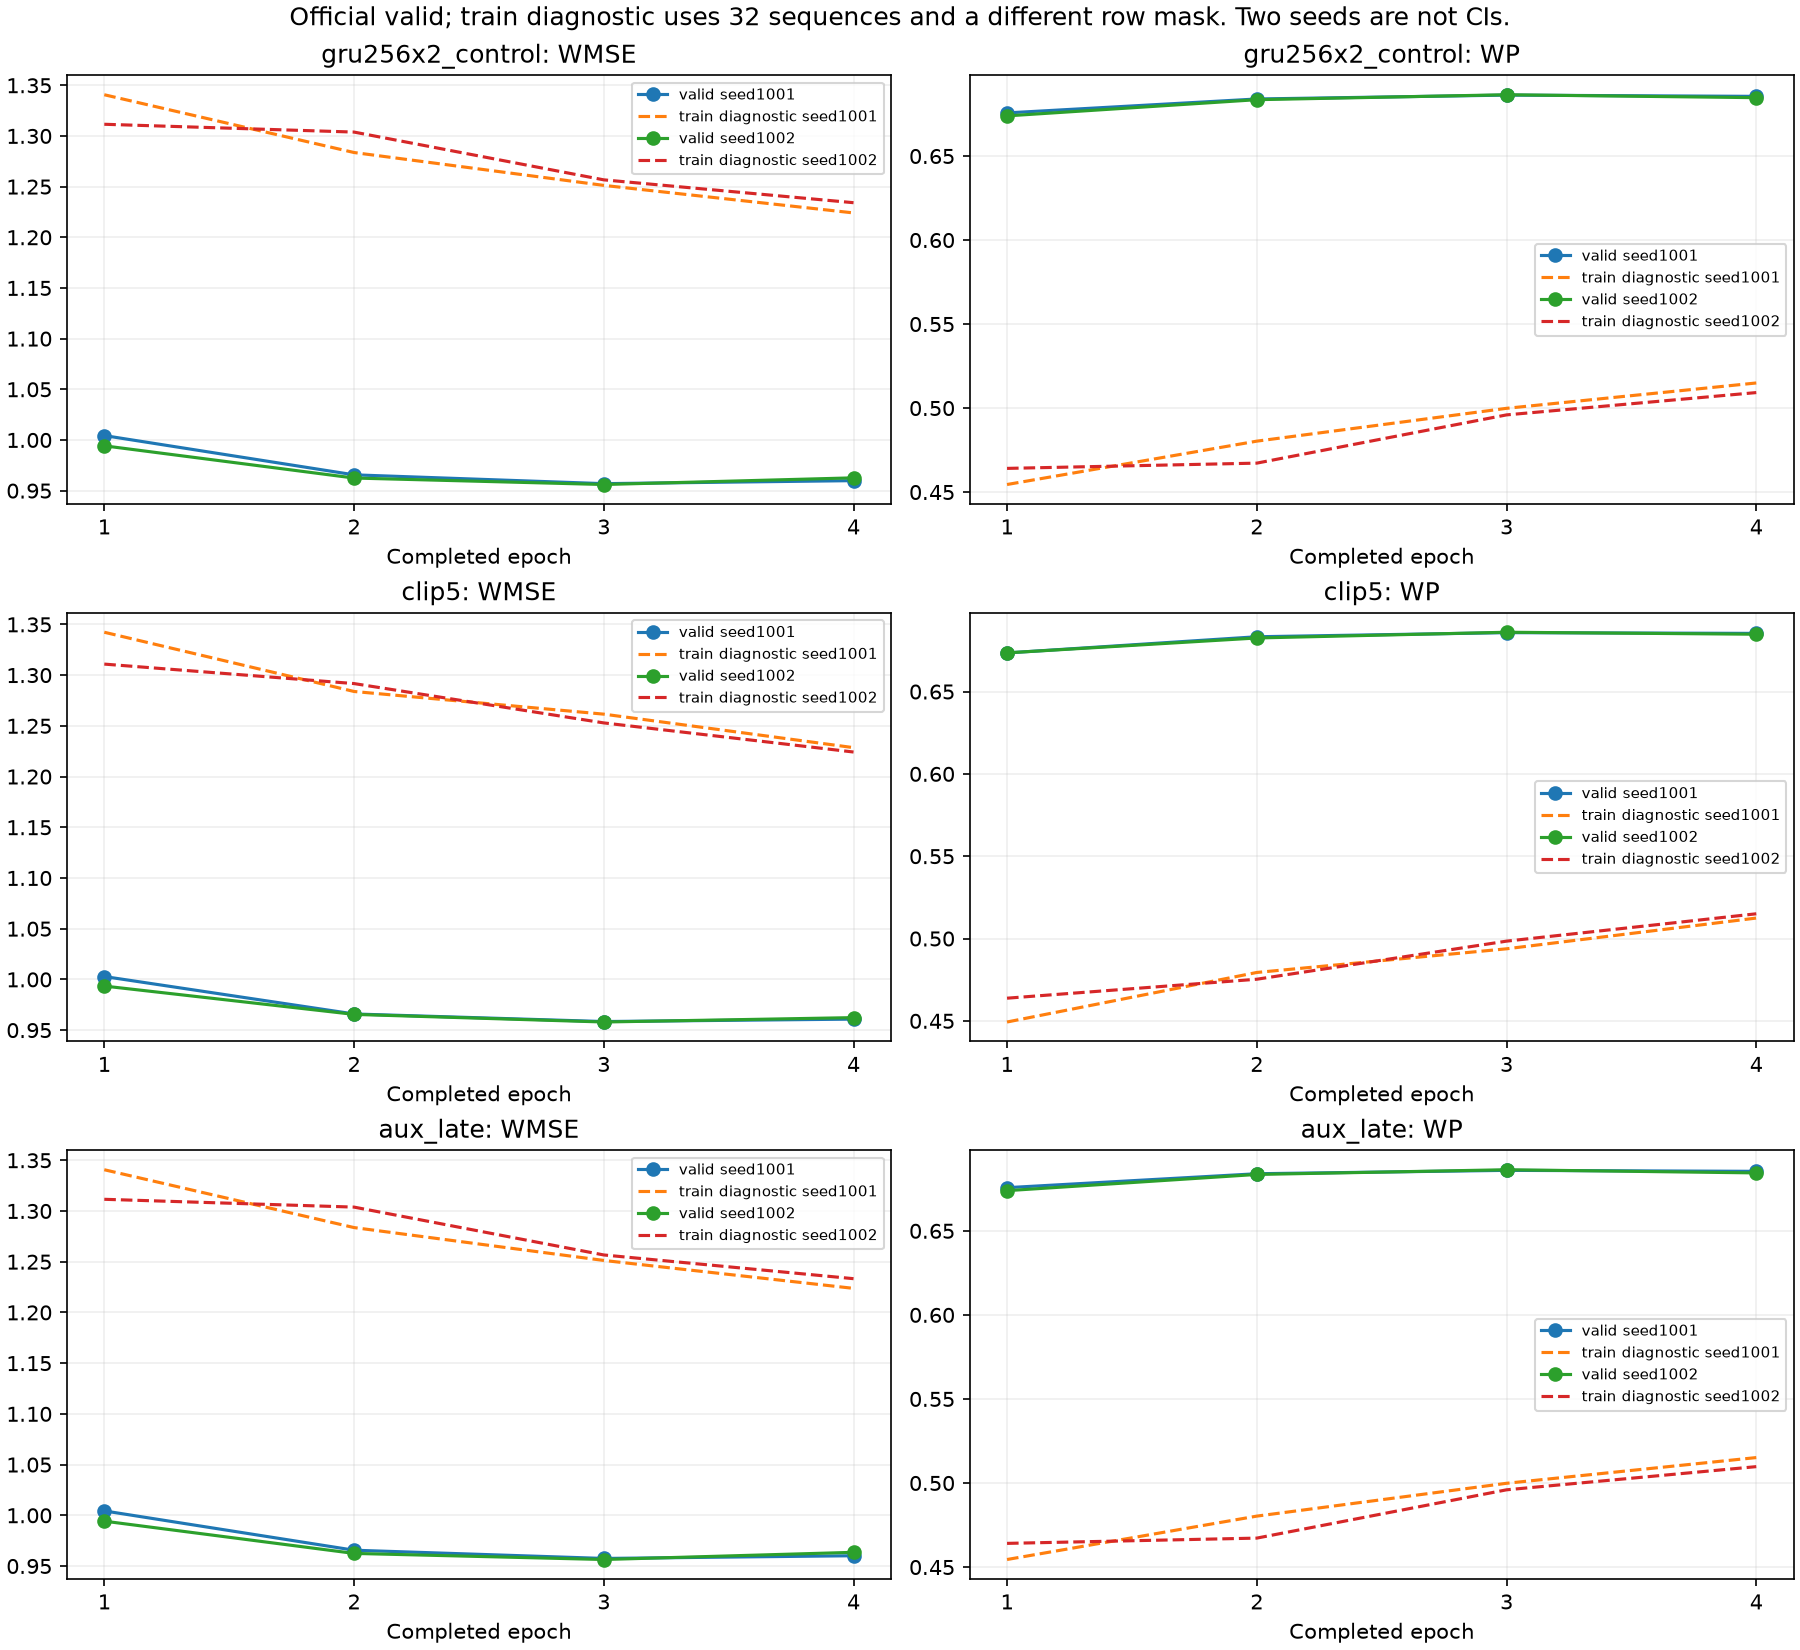 Official valid; train diagnostic uses 32 sequences and a different row mask. Two seeds are not CIs.
gru256x2_control: WMSE
1.35
1.30
1.25
1.20
1.15
1.10
1.05
1.00
0.95
valid seed1001
train diagnostic seed1001
valid seed1002
train diagnostic seed1002
1 2 3 4
Completed epoch
gru256x2_control: WP
0.65
0.60
0.55
0.50
0.45
valid seed1001
train diagnostic seed1001
valid seed1002
train diagnostic seed1002
1 2 3 4
Completed epoch
clip5: WMSE
1.35
1.30
1.25
1.20
1.15
1.10
1.05
1.00
0.95
valid seed1001
train diagnostic seed1001
valid seed1002
train diagnostic seed1002
1 2 3 4
Completed epoch
clip5: WP
0.65
0.60
0.55
0.50
0.45
valid seed1001
train diagnostic seed1001
valid seed1002
train diagnostic seed1002
1 2 3 4
Completed epoch
aux_late: WMSE
1.35
1.30
1.25
1.20
1.15
1.10
1.05
1.00
0.95
valid seed1001
train diagnostic seed1001
valid seed1002
train diagnostic seed1002
1 2 3 4
Completed epoch
aux_late: WP
0.65
0.60
0.55
0.50
0.45
valid seed1001
train diagnostic seed1001
valid seed1002
train diagnostic seed1002
1 2 3 4
Completed epoch